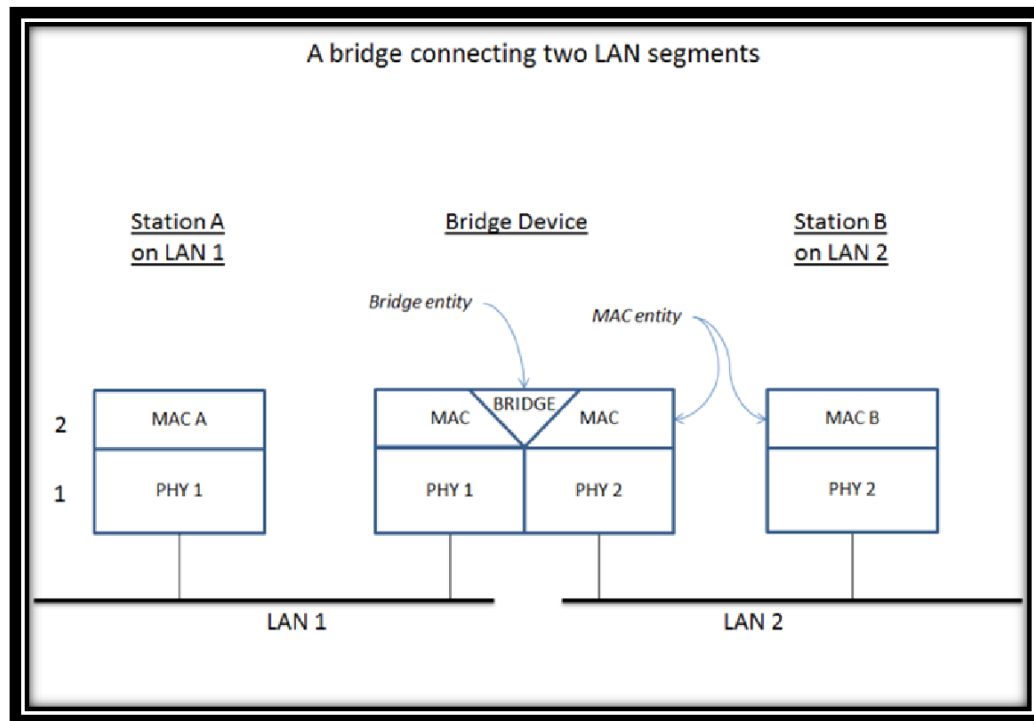 A bridge connecting two LAN segments
Station A
on LAN 1
Bridge Device
Station B
on LAN 2
Bridge entity
MAC entity
2
MAC A
MAC
BRIDGE
MAC
MAC B
1
PHY 1
PHY 1
PHY 2
PHY 2
LAN 1
LAN 2